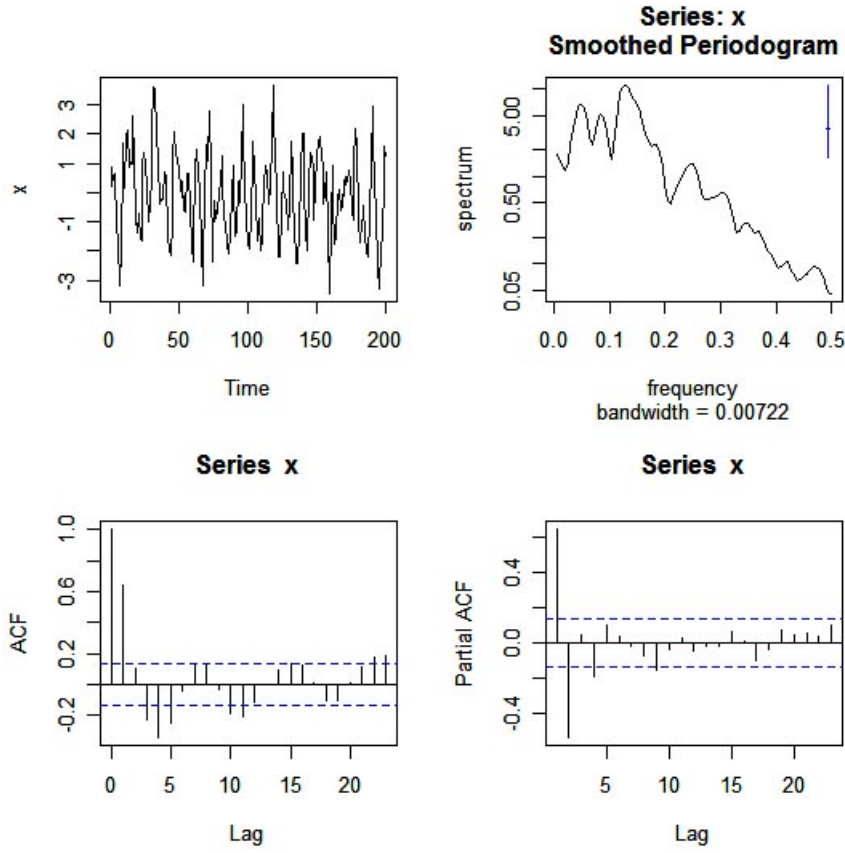 3
2
1
-1
-3
x
0
50
100
150
200
Time
Series: x
Smoothed Periodogram
5.00
0.50
0.05
spectrum
0.0
0.1
0.2
0.3
0.4
0.5
frequency
bandwidth = 0.00722
Series x
1.0
0.6
0.2
-0.2
ACF
0
5
10
15
20
Lag
Series x
0.4
0.0
-0.4
Partial ACF
5
10
15
20
Lag